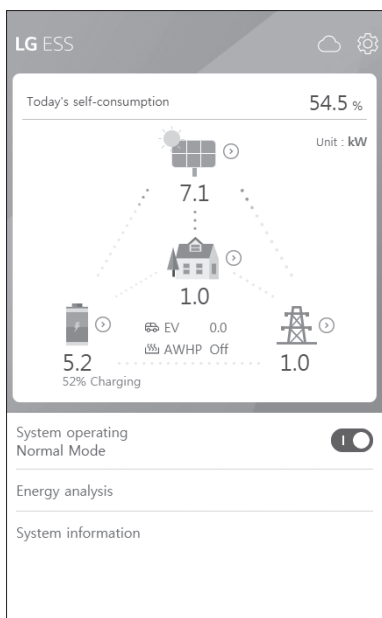 LG ESS
Today's self-consumption 54.5 %
Unit : kW
7.1
1.0
EV 0.0
AWHP Off
5.2
52% Charging
1.0
System operating
Normal Mode
Energy analysis
System information